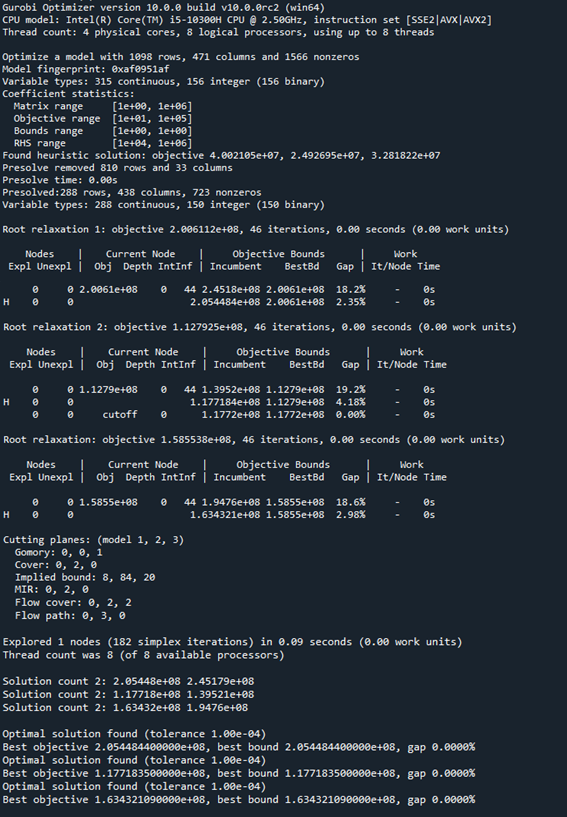 Gurobi Optimizer version 10.0.0 build v10.0.0rc2 (win64)
CPU model: Intel(R) Core(TM) i5-10300H CPU @ 2.50GHz, instruction set [SSE2|AVX|AVX2]
Thread count: 4 physical cores, 8 logical processors, using up to 8 threads
Optimize a model with 1098 rows, 471 columns and 1566 nonzeros
Model fingerprint: 0xaf0951af
Variable types: 315 continuous, 156 integer (156 binary)
Coefficient statistics:
  Matrix range     [1e+00, 1e+06]
  Objective range  [1e+01, 1e+05]
  Bounds range     [1e+00, 1e+00]
  RHS range        [1e+04, 1e+06]
Found heuristic solution: objective 4.002105e+07, 2.492695e+07, 3.281822e+07
Presolve removed 810 rows and 33 columns
Presolve time: 0.00s
Presolved:288 rows, 438 columns, 723 nonzeros
Variable types: 288 continuous, 150 integer (150 binary)
Root relaxation 1: objective 2.006112e+08, 46 iterations, 0.00 seconds (0.00 work units)
    Nodes    |    Current Node    |     Objective Bounds      |     Work
 Expl Unexpl |  Obj  Depth IntInf | Incumbent    BestBd   Gap | It/Node Time
     0     0 2.0061e+08    0   44 2.4518e+08 2.0061e+08  18.2%     -    0s
H    0     0                      2.054484e+08 2.0061e+08  2.35%     -    0s
Root relaxation 2: objective 1.127925e+08, 46 iterations, 0.00 seconds (0.00 work units)
    Nodes    |    Current Node    |     Objective Bounds      |     Work
 Expl Unexpl |  Obj  Depth IntInf | Incumbent    BestBd   Gap | It/Node Time
     0     0 1.1279e+08    0   44 1.3952e+08 1.1279e+08  19.2%     -    0s
H    0     0                      1.177184e+08 1.1279e+08  4.18%     -    0s
     0     0     cutoff    0      1.1772e+08 1.1772e+08  0.00%     -    0s
Root relaxation: objective 1.585538e+08, 46 iterations, 0.00 seconds (0.00 work units)
    Nodes    |    Current Node    |     Objective Bounds      |     Work
 Expl Unexpl |  Obj  Depth IntInf | Incumbent    BestBd   Gap | It/Node Time
     0     0 1.5855e+08    0   44 1.9476e+08 1.5855e+08  18.6%     -    0s
H    0     0                      1.634321e+08 1.5855e+08  2.98%     -    0s
Cutting planes: (model 1, 2, 3)
  Gomory: 0, 0, 1
  Cover: 0, 2, 0
  Implied bound: 8, 84, 20
  MIR: 0, 2, 0
  Flow cover: 0, 2, 2
  Flow path: 0, 3, 0
Explored 1 nodes (182 simplex iterations) in 0.09 seconds (0.00 work units)
Thread count was 8 (of 8 available processors)
Solution count 2: 2.05448e+08 2.45179e+08
Solution count 2: 1.17718e+08 1.39521e+08
Solution count 2: 1.63432e+08 1.9476e+08
Optimal solution found (tolerance 1.00e-04)
Best objective 2.054484400000e+08, best bound 2.054484400000e+08, gap 0.0000%
Optimal solution found (tolerance 1.00e-04)
Best objective 1.177183500000e+08, best bound 1.177183500000e+08, gap 0.0000%
Optimal solution found (tolerance 1.00e-04)
Best objective 1.634321090000e+08, best bound 1.634321090000e+08, gap 0.0000%